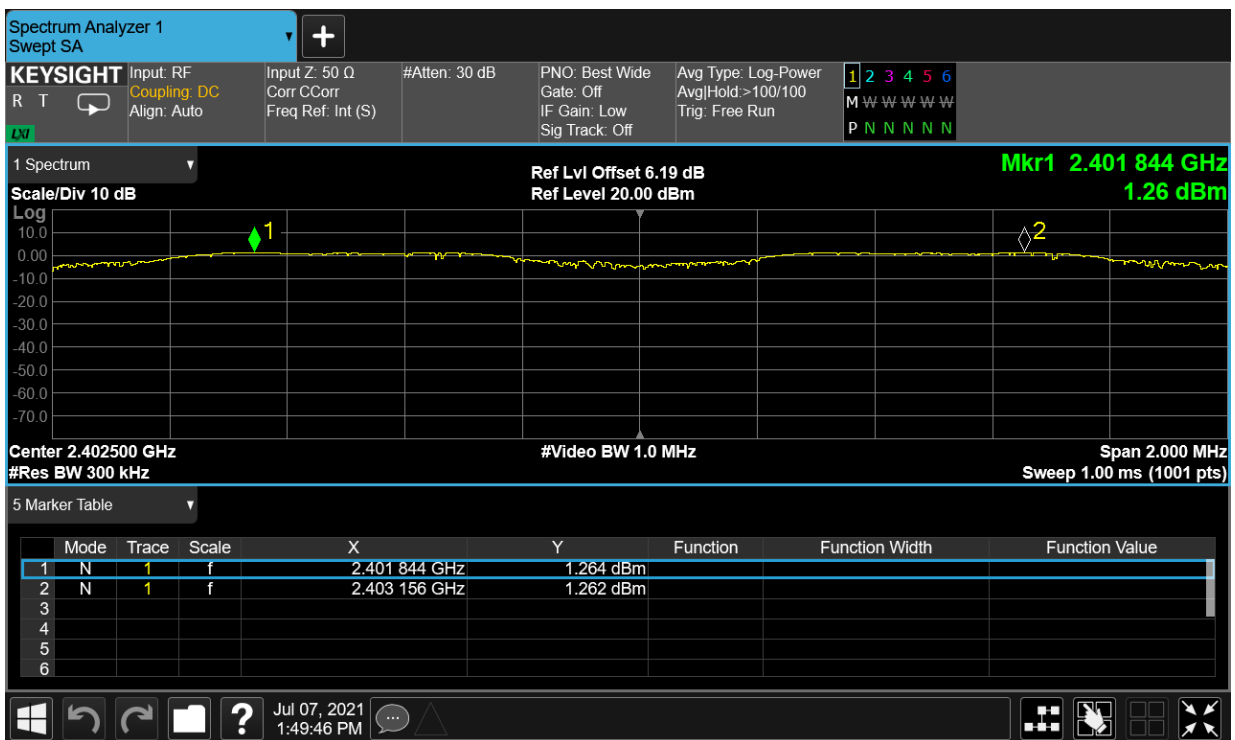 Spectrum Analyzer 1
Swept SA
+
KEYSIGHT
R T
LXI
Input: RF
Coupling: DC
Align: Auto
Input Z: 50 Ω
Corr CCorr
Freq Ref: Int (S)
#Atten: 30 dB
PNO: Best Wide
Gate: Off
IF Gain: Low
Sig Track: Off
Avg Type: Log-Power
Avg|Hold:>100/100
Trig: Free Run
1 2 3 4 5 6
M W W W W W
P N N N N N
1 Spectrum
Scale/Div 10 dB
Ref Lvl Offset 6.19 dB
Ref Level 20.00 dBm
Mkr1 2.401 844 GHz
1.26 dBm
Log
10.0
0.00
-10.0
-20.0
-30.0
-40.0
-50.0
-60.0
-70.0
1
2
Center 2.402500 GHz
#Res BW 300 kHz
#Video BW 1.0 MHz
Span 2.000 MHz
Sweep 1.00 ms (1001 pts)
5 Marker Table
Mode Trace Scale X Y Function Function Width Function Value
1 N 1 f 2.401 844 GHz 1.264 dBm
2 N 1 f 2.403 156 GHz 1.262 dBm
3
4
5
6
?
Jul 07, 2021
1:49:46 PM